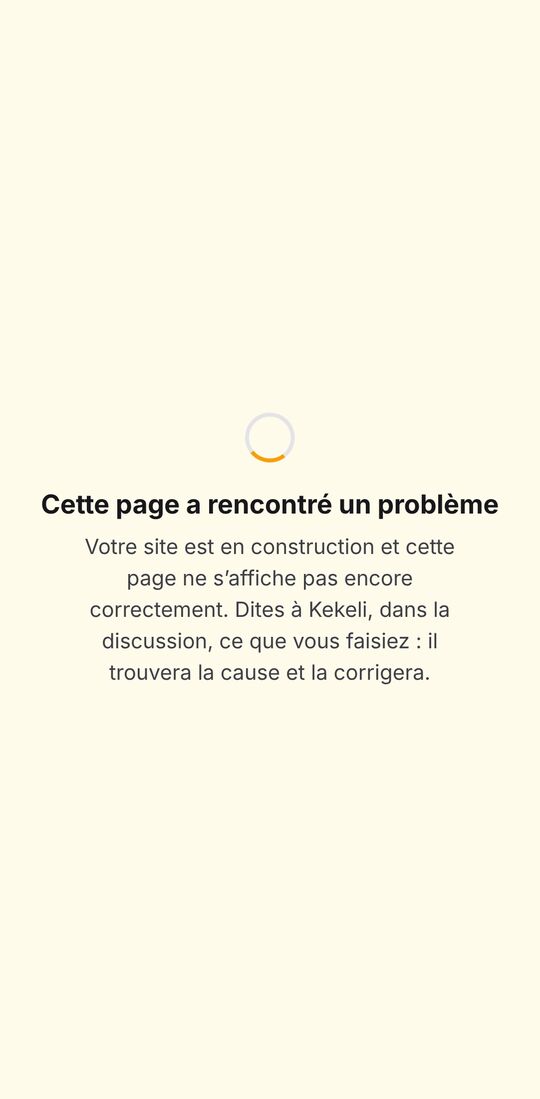 Cette page a rencontré un problème
Votre site est en construction et cette
page ne s’affiche pas encore
correctement. Dites à Kekeli, dans la
discussion, ce que vous faisiez : il
trouvera la cause et la corrigera.